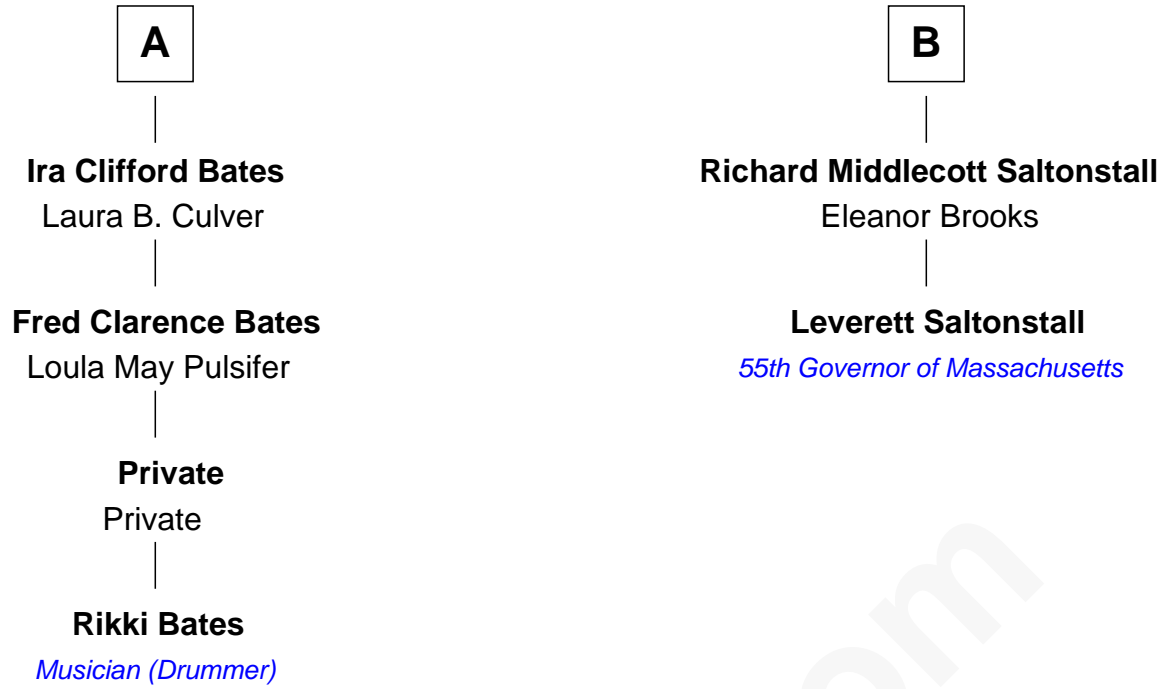 A
Ira Clifford Bates
Laura B. Culver
Fred Clarence Bates
Loula May Pulsifer
Private
Private
Rikki Bates
Musician (Drummer)
B
Richard Middlecott Saltonstall
Eleanor Brooks
Leverett Saltonstall
55th Governor of Massachusetts
om